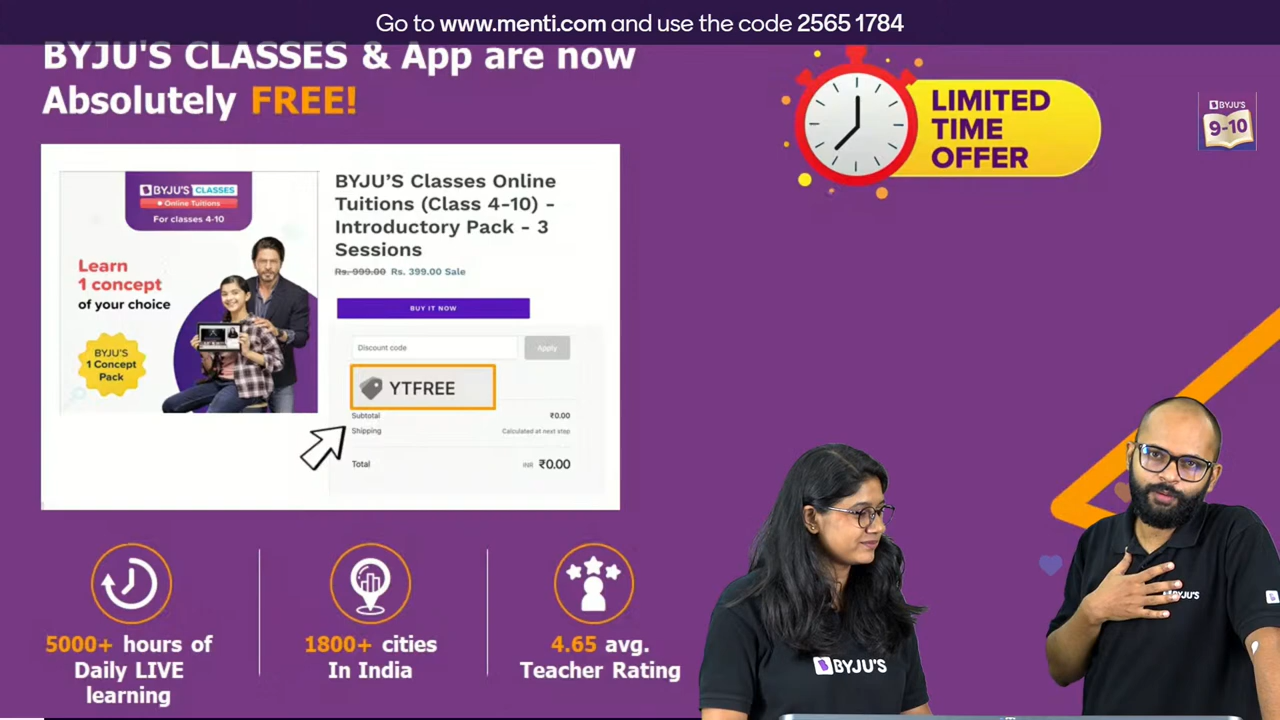 Go to www.menti.com and use the code 2565 1784
BYJU'S CLASSES & App are now
Absolutely FREE!
LIMITED
TIME
OFFER
BYJU'S
9-10
BYJU'S CLASSES
Online Tuitions
For classes 4-10
Learn
1 concept
of your choice
BYJU'S
1 Concept
Pack
BYJU'S Classes Online
Tuitions (Class 4-10) -
Introductory Pack - 3
Sessions
Rs. 999.00 Rs. 399.00 Sale
BUY IT NOW
Discount code
Apply
YTFREE
Subtotal ₹0.00
Shipping Calculated at next step
Total INR ₹0.00
5000+ hours of
Daily LIVE
learning
1800+ cities
In India
4.65 avg.
Teacher Rating
BYJU'S
BYJU'S